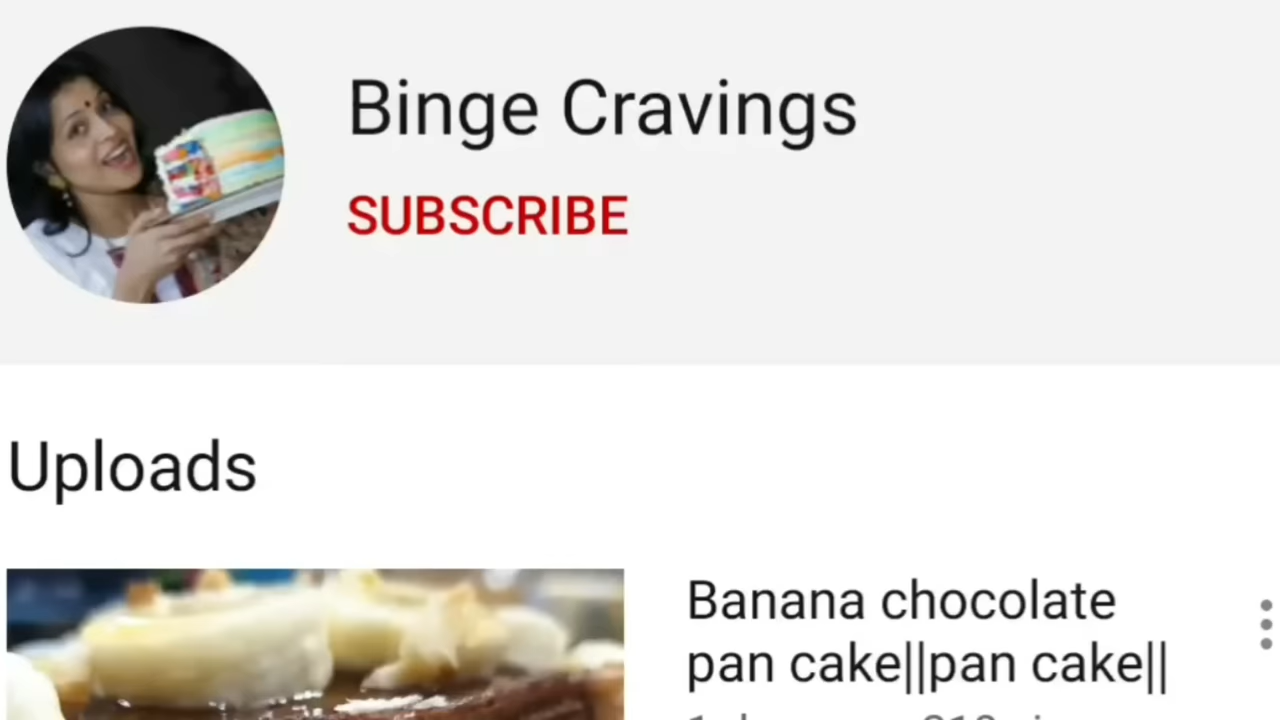 Binge Cravings
SUBSCRIBE
Uploads
Banana chocolate
pan cake||pan cake||